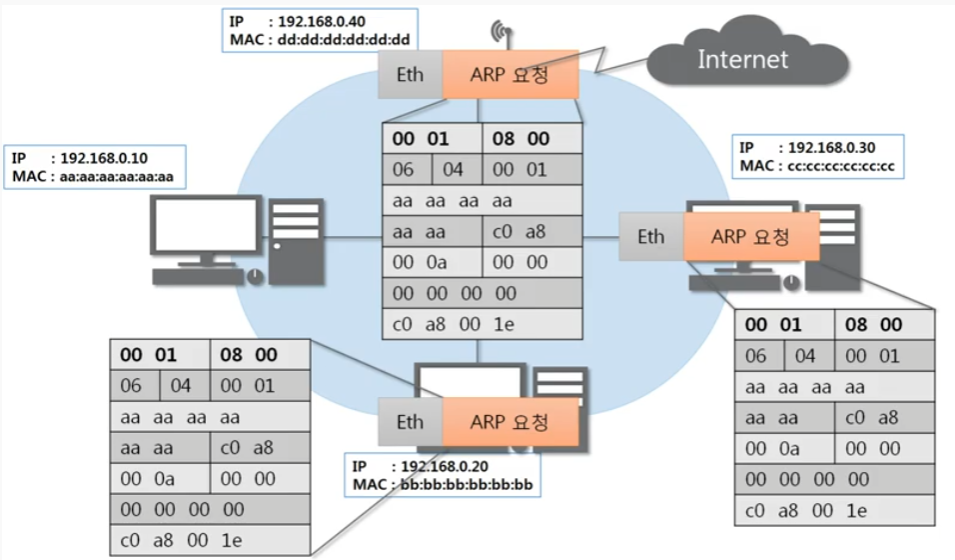 IP : 192.168.0.40
MAC : dd:dd:dd:dd:dd:dd
Eth ARP 요청
Internet
IP : 192.168.0.10
MAC : aa:aa:aa:aa:aa:aa
00 01 08 00
06 04 00 01
aa aa aa aa
aa aa c0 a8
00 0a 00 00
00 00 00 00
c0 a8 00 1e
IP : 192.168.0.30
MAC : cc:cc:cc:cc:cc:cc
Eth ARP 요청
00 01 08 00
06 04 00 01
aa aa aa aa
aa aa c0 a8
00 0a 00 00
00 00 00 00
c0 a8 00 1e
00 01 08 00
06 04 00 01
aa aa aa aa
aa aa c0 a8
00 0a 00 00
00 00 00 00
c0 a8 00 1e
Eth ARP 요청
IP : 192.168.0.20
MAC : bb:bb:bb:bb:bb:bb